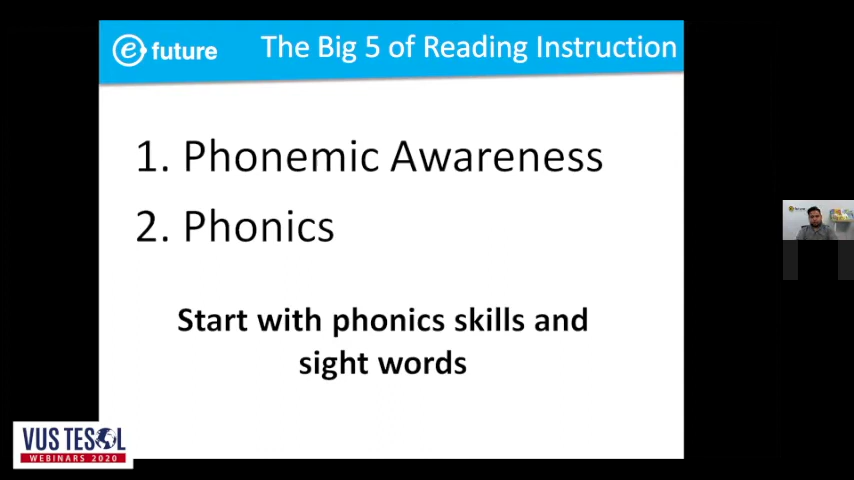 e future
The Big 5 of Reading Instruction
1. Phonemic Awareness
2. Phonics
Start with phonics skills and
sight words
VUS TESOL
WEBINARS 2020